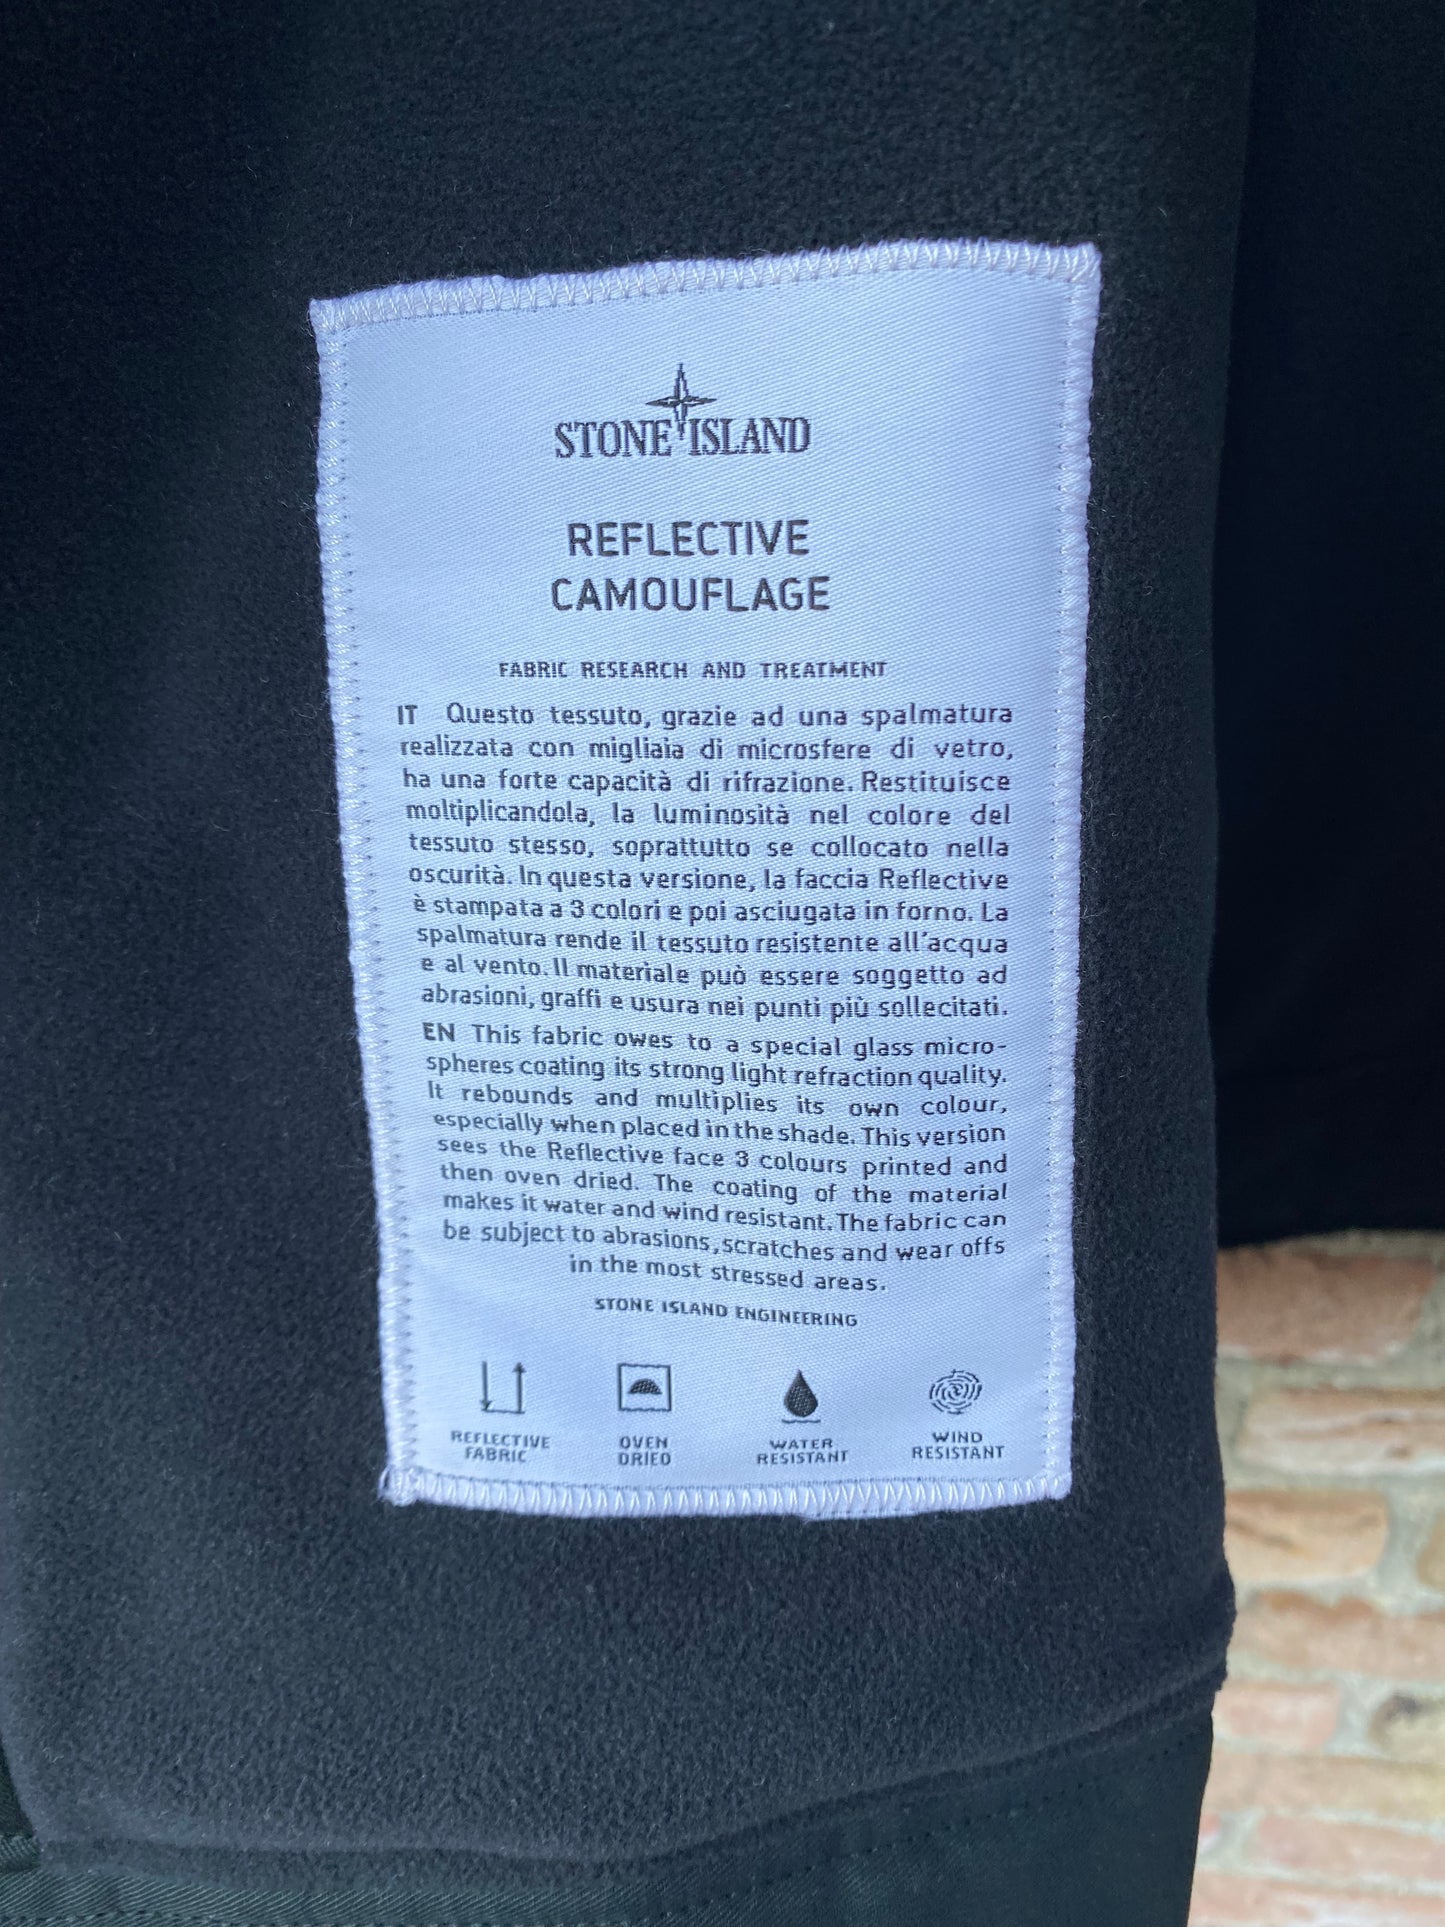 STONE ISLAND
REFLECTIVE
CAMOUFLAGE
FABRIC RESEARCH AND TREATMENT
IT Questo tessuto, grazie ad una spalmatura
realizzata con migliaia di microsfere di vetro,
ha una forte capacità di rifrazione. Restituisce
moltiplicandola, la luminosità nel colore del
tessuto stesso, soprattutto se collocato nella
oscurità. In questa versione, la faccia Reflective
è stampata a 3 colori e poi asciugata in forno. La
spalmatura rende il tessuto resistente all'acqua
e al vento. Il materiale può essere soggetto ad
abrasioni, graffi e usura nei punti più sollecitati.
EN This fabric owes to a special glass micro-
spheres coating its strong light refraction quality.
It rebounds and multiplies its own colour,
especially when placed in the shade. This version
sees the Reflective face 3 colours printed and
then oven dried. The coating of the material
makes it water and wind resistant. The fabric can
be subject to abrasions, scratches and wear offs
in the most stressed areas.
STONE ISLAND ENGINEERING
REFLECTIVE
FABRIC
OVEN
DRIED
WATER
RESISTANT
WIND
RESISTANT